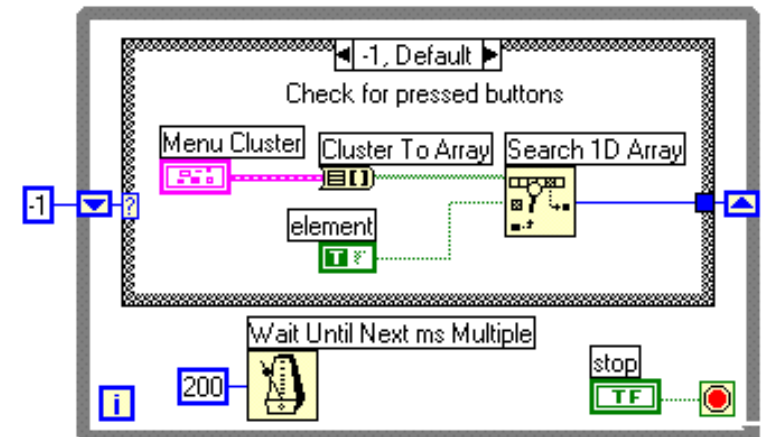 -1, Default
Check for pressed buttons
Menu Cluster
Cluster To Array
Search 1D Array
-1
?
element
T F
Wait Until Next ms Multiple
200
stop
TF
i